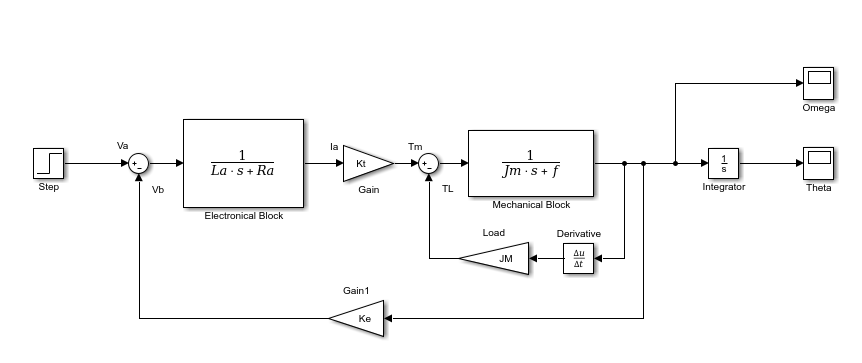 Omega
Va
Ia
Tm
+
−
1
La · s + Ra
Kt
+
−
1
Jm · s + f
1
s
Step
Vb
Electronical Block
Gain
TL
Mechanical Block
Integrator
Theta
Load
Derivative
JM
Δu
Δt
Gain1
Ke